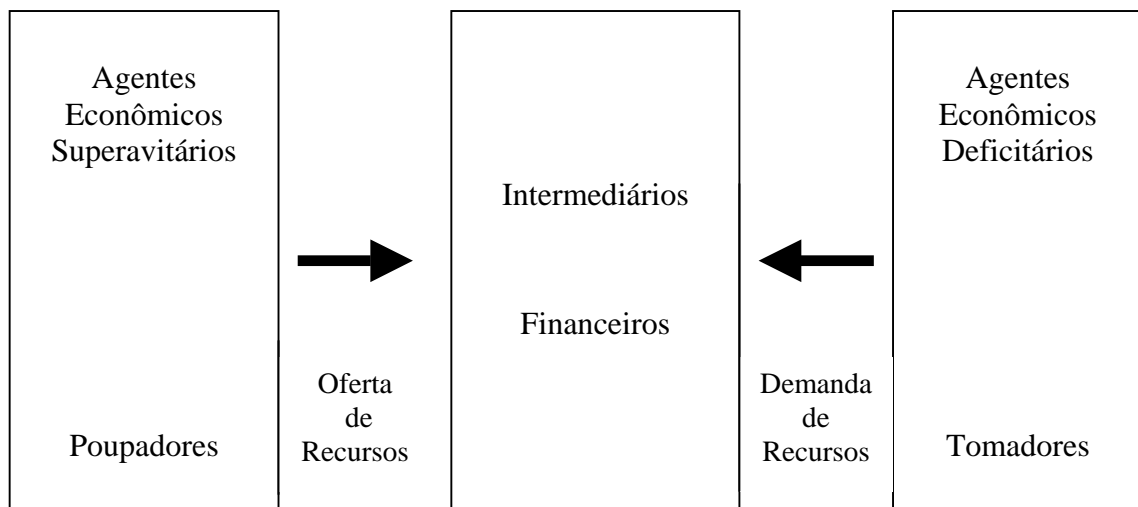 Agentes
Econômicos
Superavitários
Poupadores
Oferta
de
Recursos
Intermediários
Financeiros
Demanda
de
Recursos
Agentes
Econômicos
Deficitários
Tomadores